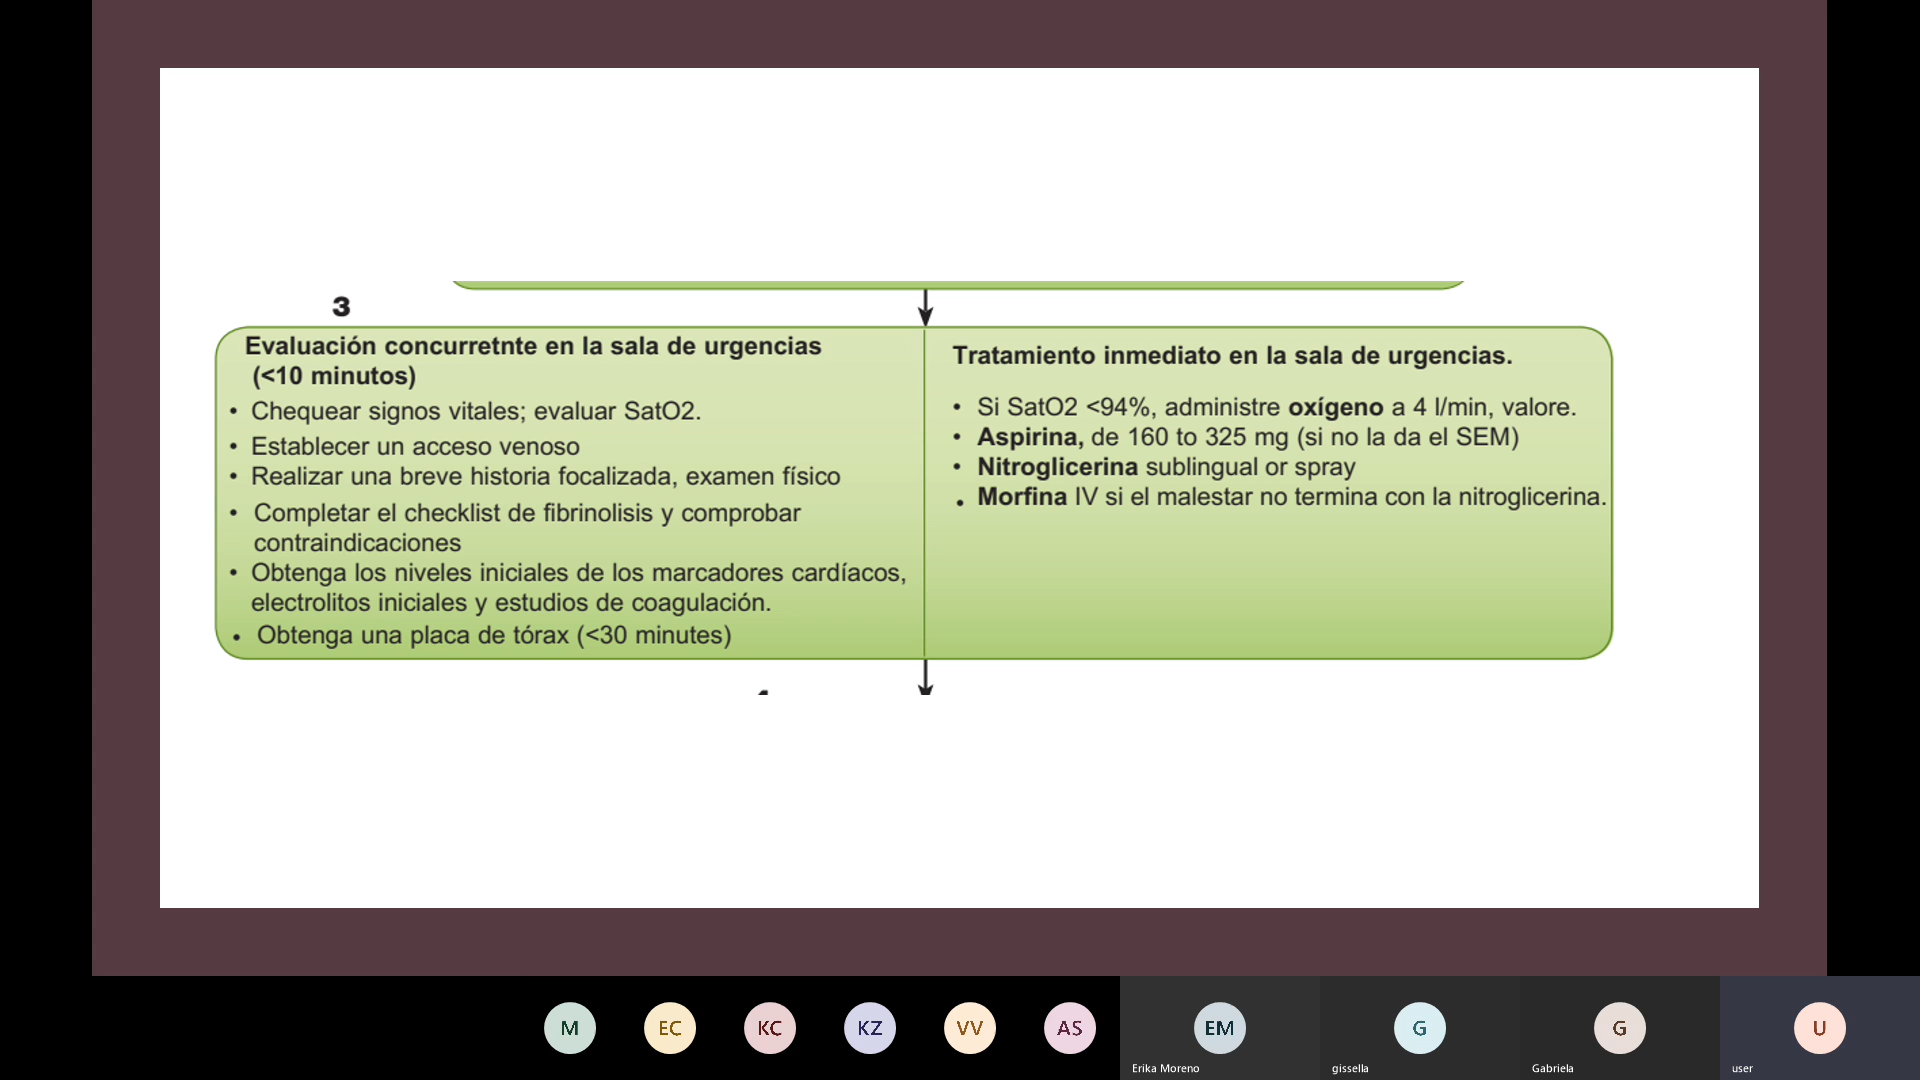 3
Evaluación concurretnte en la sala de urgencias
(<10 minutos)
• Chequear signos vitales; evaluar SatO2.
• Establecer un acceso venoso
• Realizar una breve historia focalizada, examen físico
• Completar el checklist de fibrinolisis y comprobar
contraindicaciones
• Obtenga los niveles iniciales de los marcadores cardíacos,
electrolitos iniciales y estudios de coagulación.
• Obtenga una placa de tórax (<30 minutes)
Tratamiento inmediato en la sala de urgencias.
• Si SatO2 <94%, administre oxígeno a 4 l/min, valore.
• Aspirina, de 160 to 325 mg (si no la da el SEM)
• Nitroglicerina sublingual or spray
• Morfina IV si el malestar no termina con la nitroglicerina.
M
EC
KC
KZ
VV
AS
EM
Erika Moreno
G
gissella
G
Gabriela
U
user